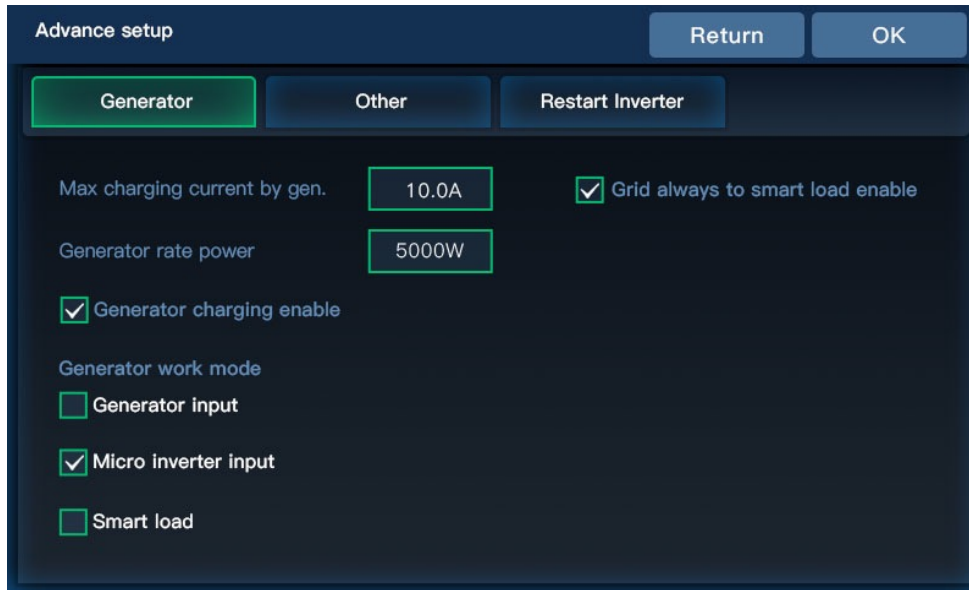 Advance setup
Return
OK
Generator
Other
Restart Inverter
Max charging current by gen.
10.0A
Grid always to smart load enable
Generator rate power
5000W
Generator charging enable
Generator work mode
Generator input
Micro inverter input
Smart load